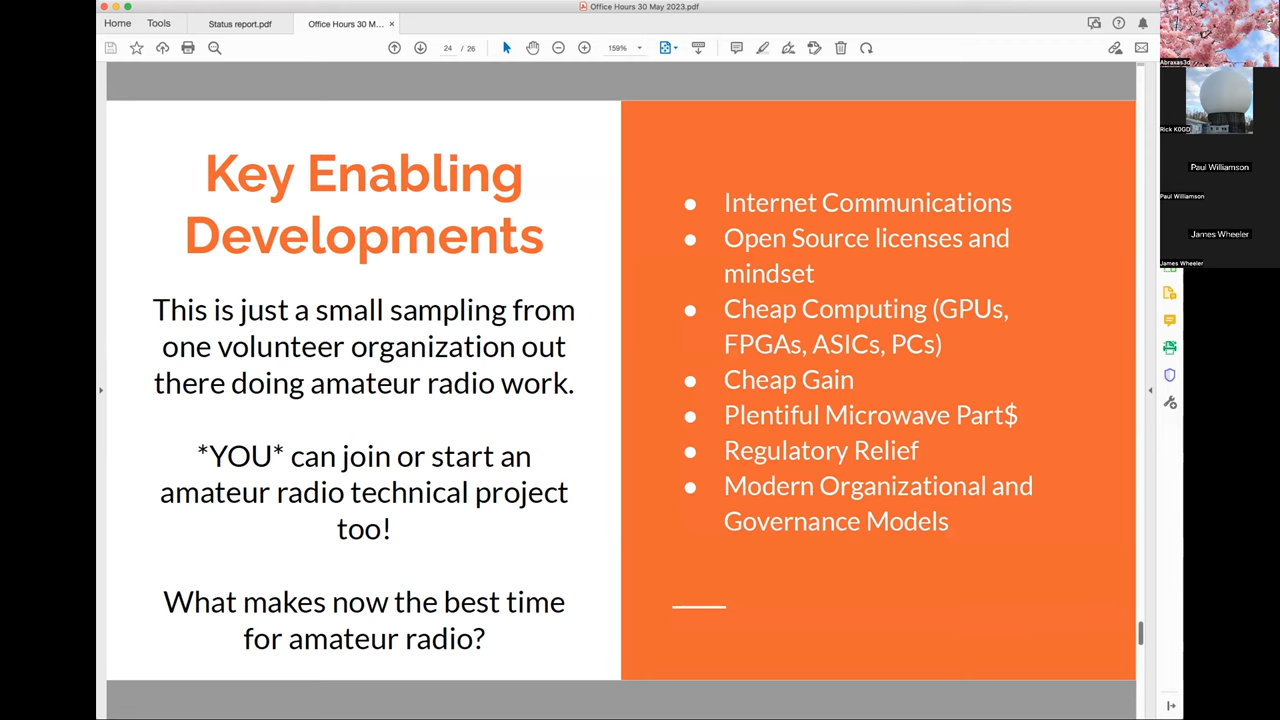 Office Hours 30 May 2023.pdf
Home
Tools
Status report.pdf
Office Hours 30 M...
×
24 / 26
159%
Key Enabling
Developments
This is just a small sampling from
one volunteer organization out
there doing amateur radio work.
*YOU* can join or start an
amateur radio technical project
too!
What makes now the best time
for amateur radio?
● Internet Communications
● Open Source licenses and
mindset
● Cheap Computing (GPUs,
FPGAs, ASICs, PCs)
● Cheap Gain
● Plentiful Microwave Part$
● Regulatory Relief
● Modern Organizational and
Governance Models
Abraxas3d
Rick K0GD
Paul Williamson
Paul Williamson
James Wheeler
James Wheeler